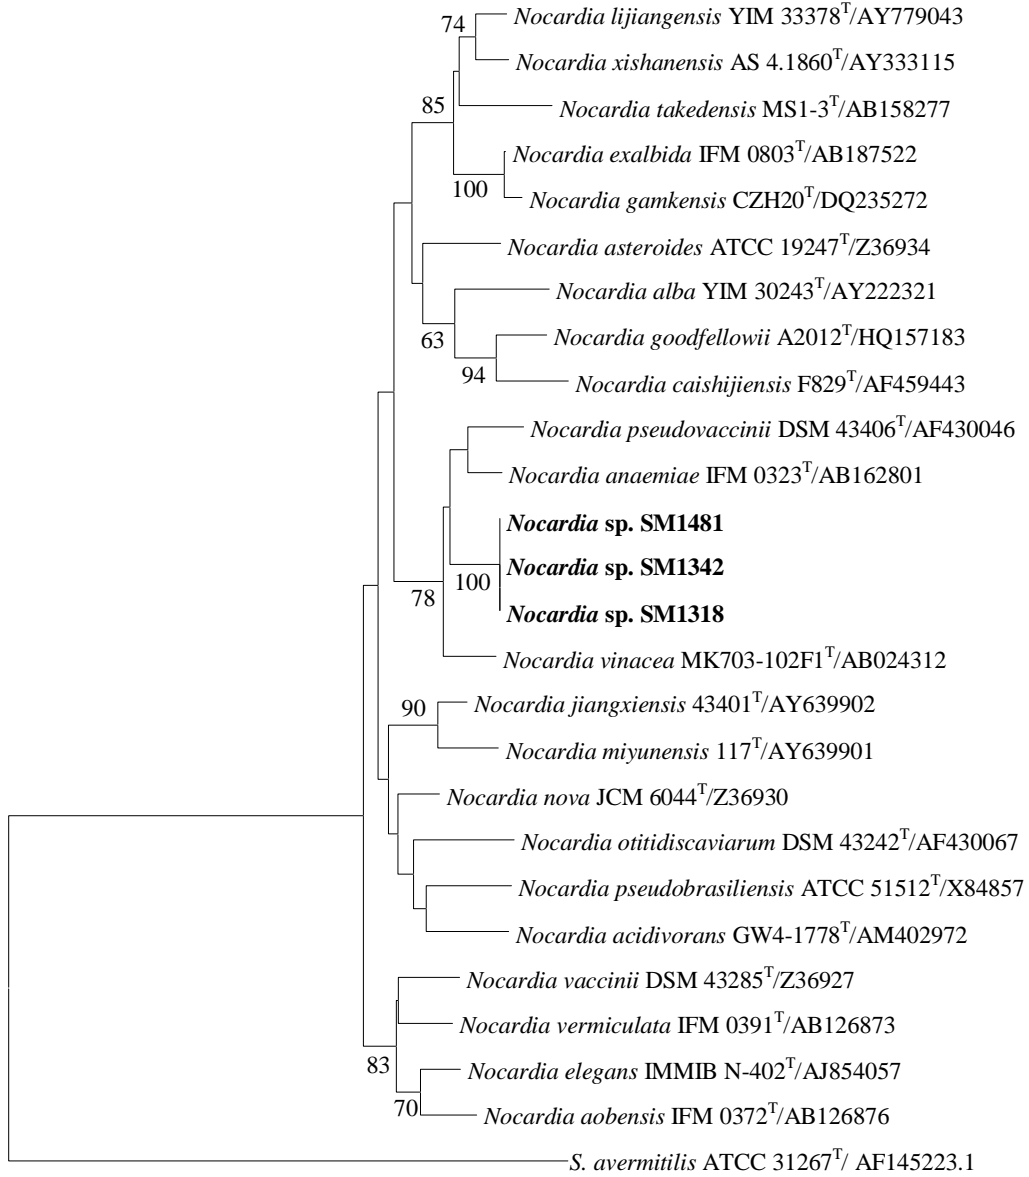 74
Nocardia lijiangensis YIM 33378T/AY779043
Nocardia xishanensis AS 4.1860T/AY333115
85
Nocardia takedensis MS1-3T/AB158277
Nocardia exalbida IFM 0803T/AB187522
100
Nocardia gamkensis CZH20T/DQ235272
Nocardia asteroides ATCC 19247T/Z36934
Nocardia alba YIM 30243T/AY222321
63
Nocardia goodfellowii A2012T/HQ157183
94
Nocardia caishijiensis F829T/AF459443
Nocardia pseudovaccinii DSM 43406T/AF430046
Nocardia anaemiae IFM 0323T/AB162801
Nocardia sp. SM1481
100
Nocardia sp. SM1342
78
Nocardia sp. SM1318
Nocardia vinacea MK703-102F1T/AB024312
90
Nocardia jiangxiensis 43401T/AY639902
Nocardia miyunensis 117T/AY639901
Nocardia nova JCM 6044T/Z36930
Nocardia otitidiscaviarum DSM 43242T/AF430067
Nocardia pseudobrasiliensis ATCC 51512T/X84857
Nocardia acidivorans GW4-1778T/AM402972
Nocardia vaccinii DSM 43285T/Z36927
Nocardia vermiculata IFM 0391T/AB126873
83
Nocardia elegans IMMIB N-402T/AJ854057
70
Nocardia aobensis IFM 0372T/AB126876
S. avermitilis ATCC 31267T/ AF145223.1